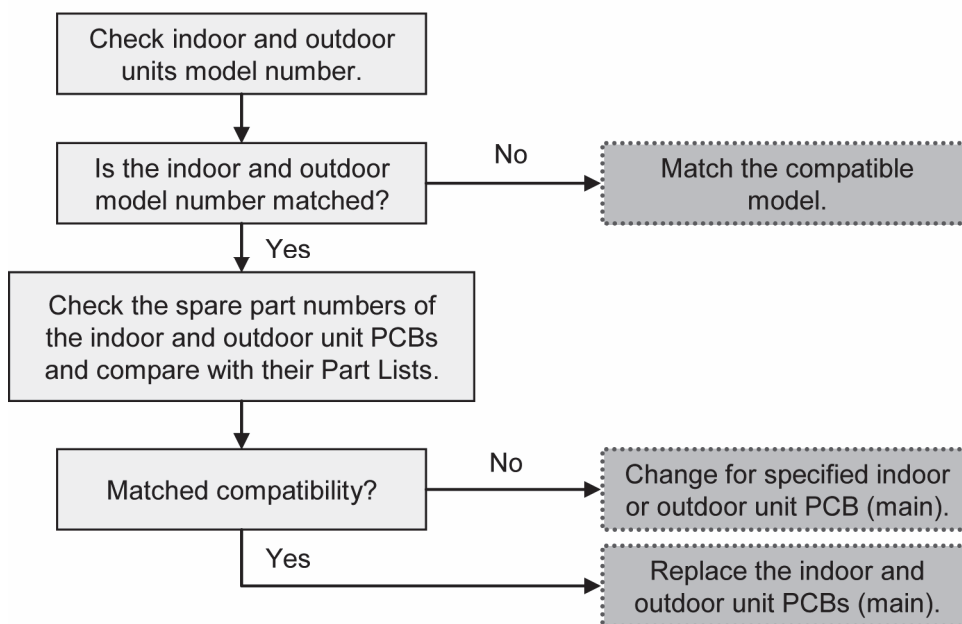 Check indoor and outdoor
units model number.
Is the indoor and outdoor
model number matched?
No
Match the compatible
model.
Yes
Check the spare part numbers of
the indoor and outdoor unit PCBs
and compare with their Part Lists.
Matched compatibility?
No
Change for specified indoor
or outdoor unit PCB (main).
Yes
Replace the indoor and
outdoor unit PCBs (main).